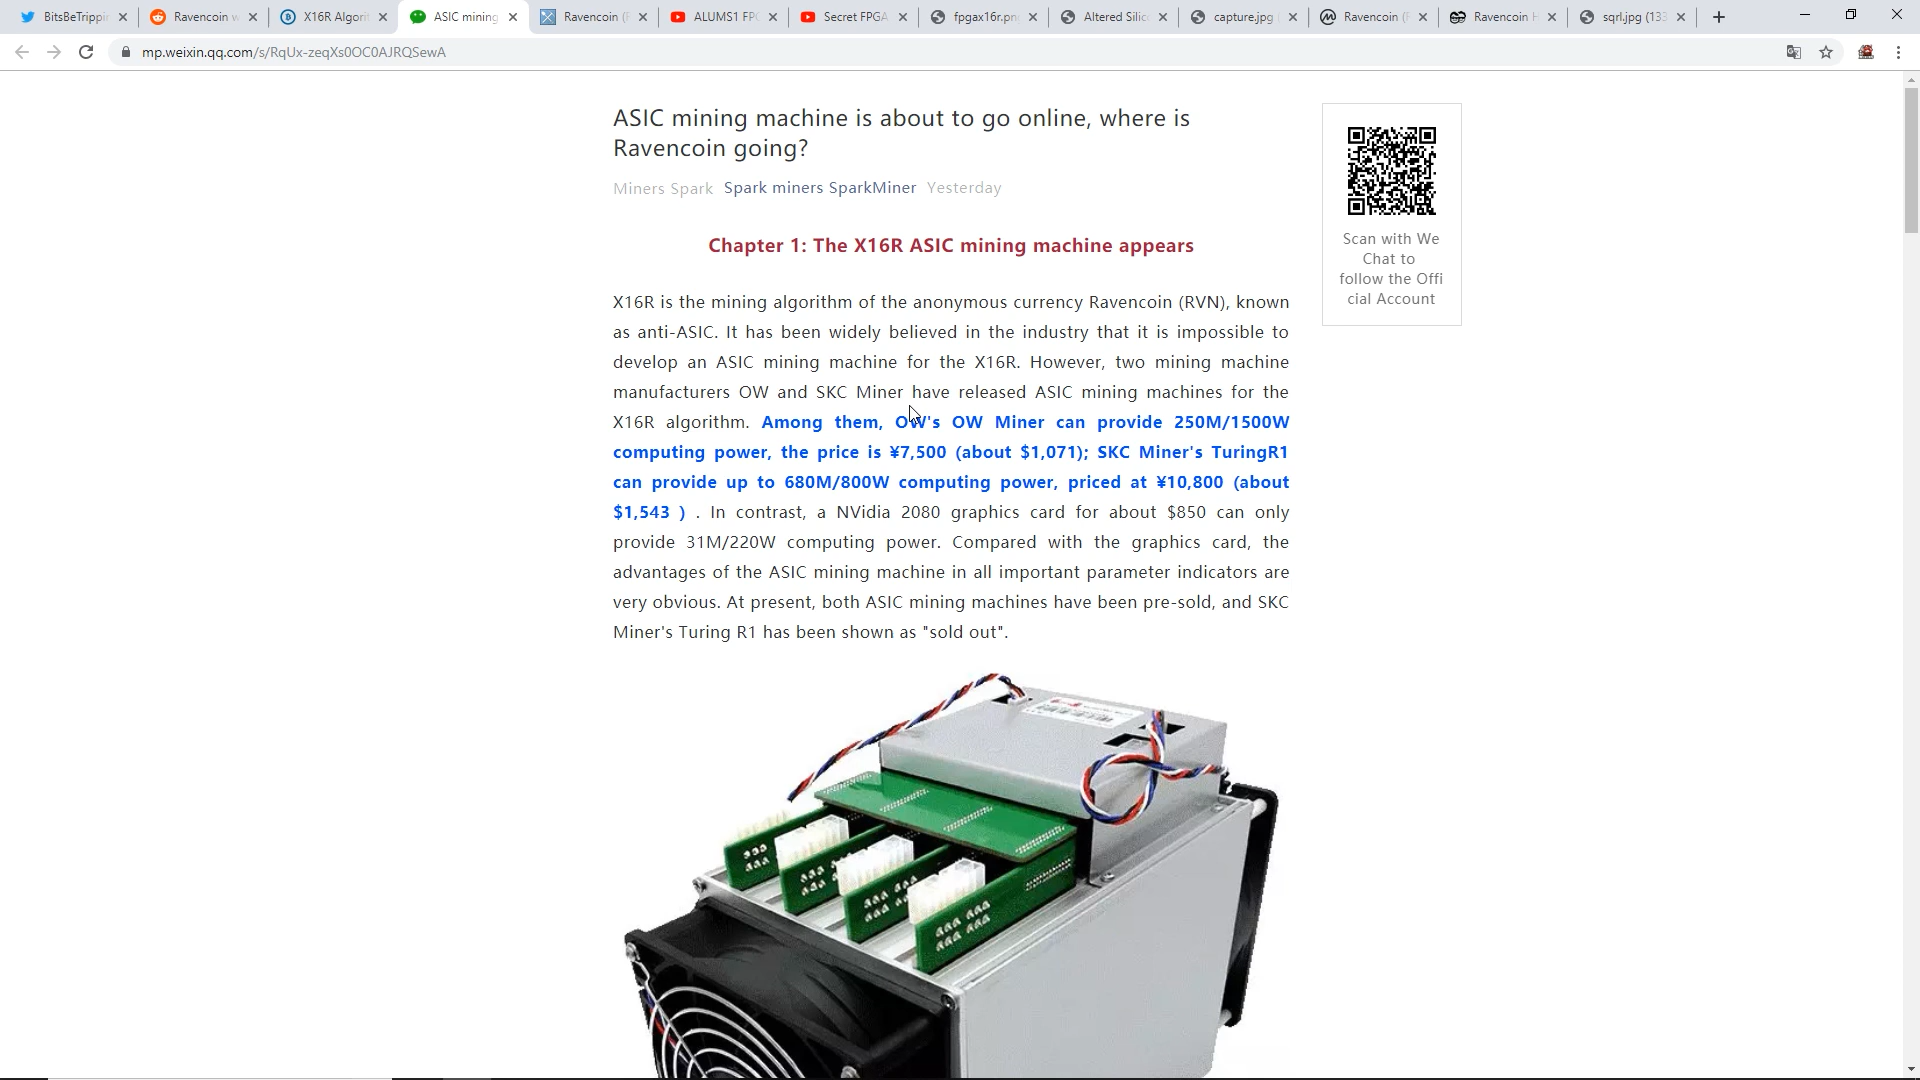 BitsBeTrippin
Ravencoin w
X16R Algorit
ASIC mining
Ravencoin (F
ALUMS1 FPG
Secret FPGA
fpgax16r.pn
Altered Silic
capture.jpg
Ravencoin (F
Ravencoin H
sqrl.jpg (133
mp.weixin.qq.com/s/RqUx-zeqXs0OC0AJRQSewA
ASIC mining machine is about to go online, where is
Ravencoin going?
Miners Spark Spark miners SparkMiner Yesterday
Scan with We
Chat to
follow the Offi
cial Account
Chapter 1: The X16R ASIC mining machine appears
X16R is the mining algorithm of the anonymous currency Ravencoin (RVN), known
as anti-ASIC. It has been widely believed in the industry that it is impossible to
develop an ASIC mining machine for the X16R. However, two mining machine
manufacturers OW and SKC Miner have released ASIC mining machines for the
X16R algorithm. Among them, OW's OW Miner can provide 250M/1500W
computing power, the price is ¥7,500 (about $1,071); SKC Miner's TuringR1
can provide up to 680M/800W computing power, priced at ¥10,800 (about
$1,543 ) . In contrast, a NVidia 2080 graphics card for about $850 can only
provide 31M/220W computing power. Compared with the graphics card, the
advantages of the ASIC mining machine in all important parameter indicators are
very obvious. At present, both ASIC mining machines have been pre-sold, and SKC
Miner's Turing R1 has been shown as "sold out".